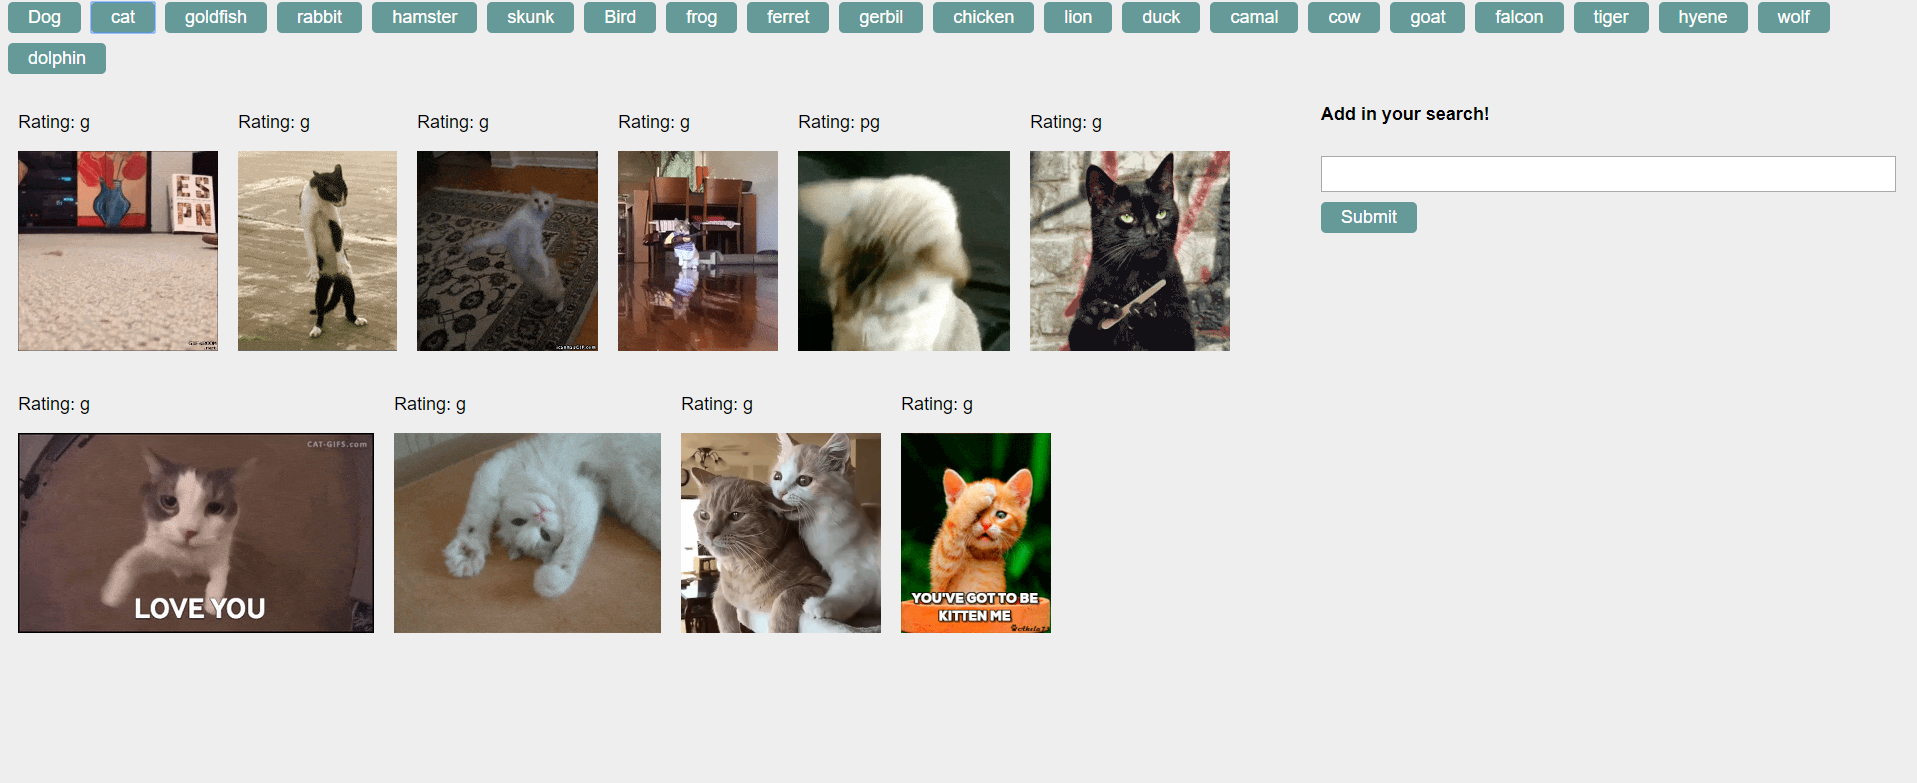 Dog cat goldfish rabbit hamster skunk Bird frog ferret gerbil chicken lion duck camal cow goat falcon tiger hyene wolf
dolphin
Add in your search!
Rating: g Rating: g Rating: g Rating: g Rating: pg Rating: g
ES
PN
Submit
Rating: g Rating: g Rating: g Rating: g
CAT-GIFS.com
LOVE YOU
YOU'VE GOT TO BE
KITTEN ME